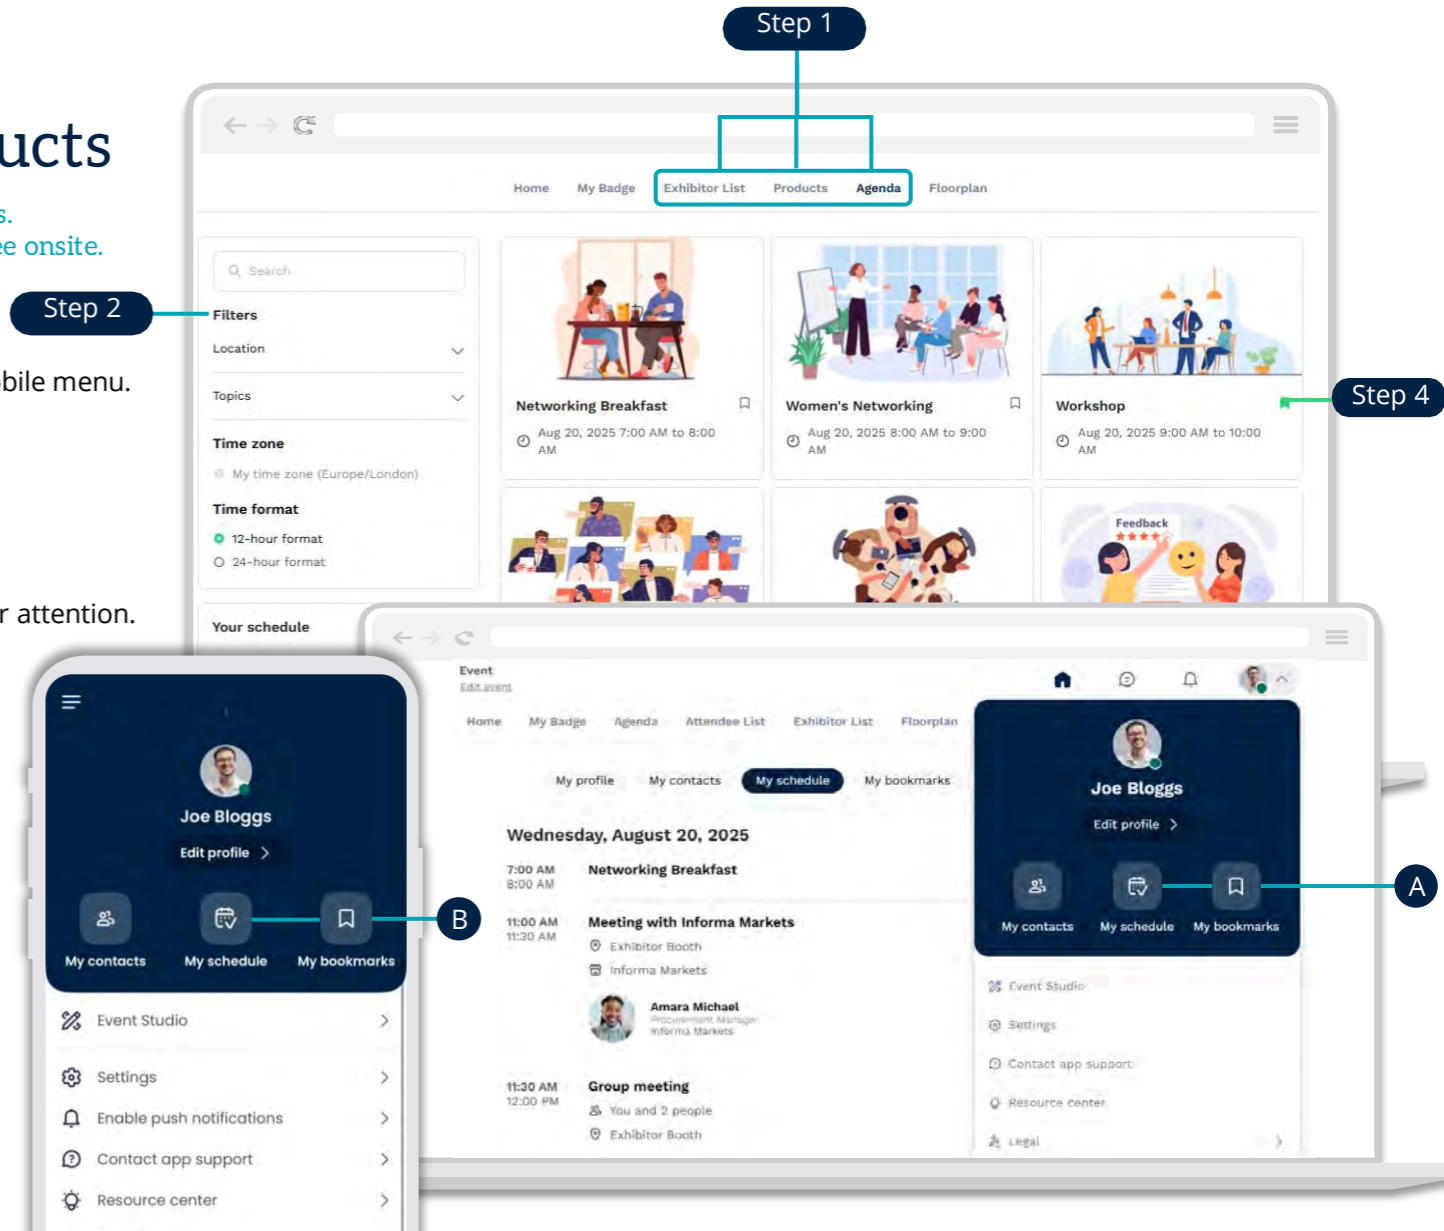 Step 1
ucts
s.
e onsite.
Step 2
bile menu.
r attention.
Home My Badge Exhibitor List Products Agenda Floorplan
Search
Filters
Location
Topics
Time zone
My time zone (Europe/London)
Time format
12-hour format
24-hour format
Your schedule
Networking Breakfast
Aug 20, 2025 7:00 AM to 8:00
AM
Women's Networking
Aug 20, 2025 8:00 AM to 9:00
AM
Workshop
Aug 20, 2025 9:00 AM to 10:00
AM
Step 4
Feedback
Event
Edit event
Home My Badge Agenda Attendee List Exhibitor List Floorplan
My profile My contacts My schedule My bookmarks
Wednesday, August 20, 2025
7:00 AM Networking Breakfast
8:00 AM
11:00 AM Meeting with Informa Markets
11:30 AM Exhibitor Booth
Informa Markets
Amara Michael
Procurement Manager
Informa Markets
11:30 AM Group meeting
12:00 PM You and 2 people
Exhibitor Booth
Joe Bloggs
Edit profile
My contacts My schedule My bookmarks
A
Event Studio
Settings
Contact app support
Resource center
Legal
Joe Bloggs
Edit profile
B
My contacts My schedule My bookmarks
Event Studio
Settings
Enable push notifications
Contact app support
Resource center